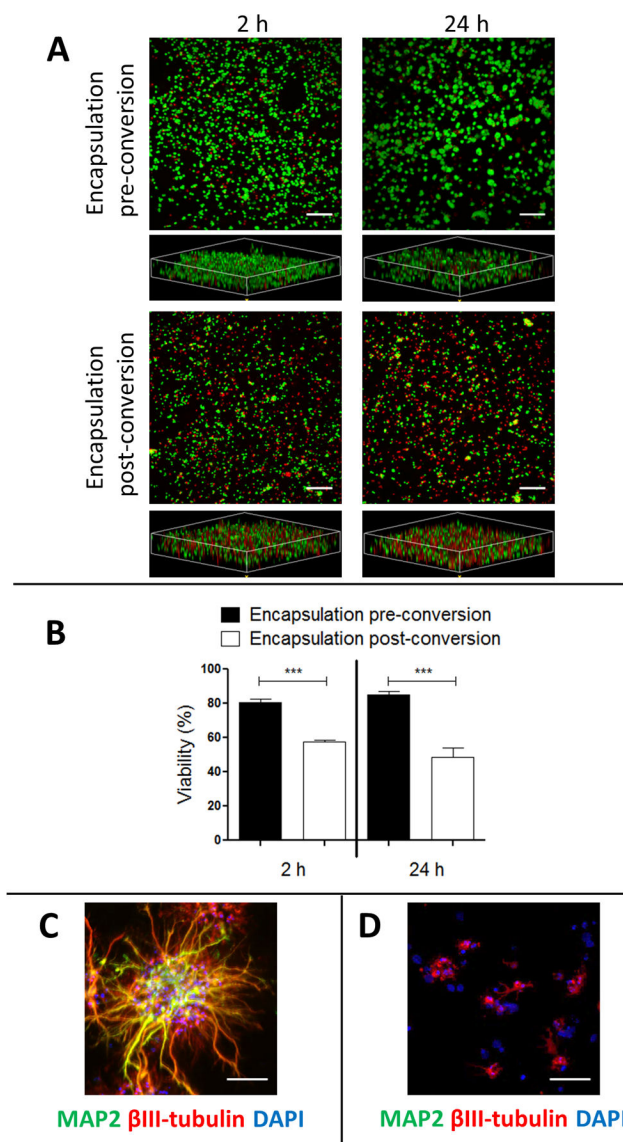 A
2 h
24 h
Encapsulation
pre-conversion
Encapsulation
post-conversion
B
Encapsulation pre-conversion
Encapsulation post-conversion
Viability (%)
100
80
60
40
20
0
***
***
2 h
24 h
C
D
MAP2 βIII-tubulin DAPI
MAP2 βIII-tubulin DAPI